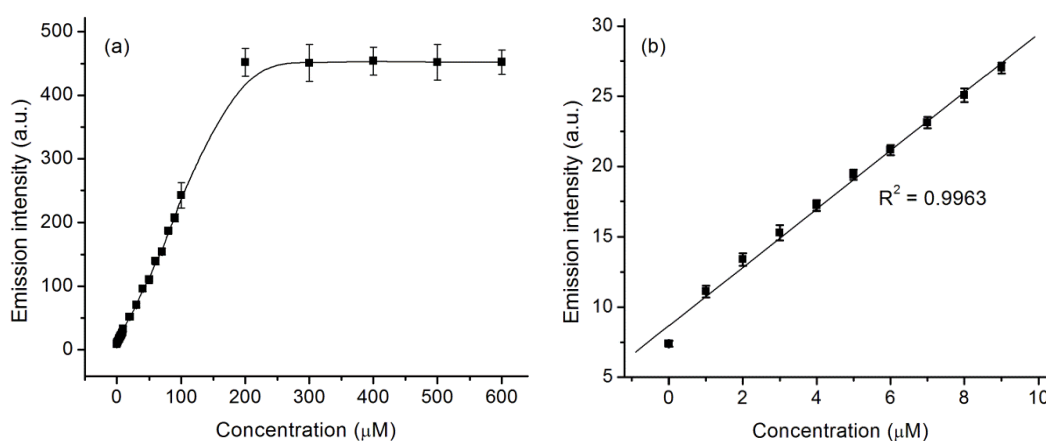 (a)
Emission intensity (a.u.)
500
400
300
200
100
0
0 100 200 300 400 500 600
Concentration (μM)
(b)
Emission intensity (a.u.)
30
25
20
15
10
5
R² = 0.9963
0 2 4 6 8 10
Concentration (μM)